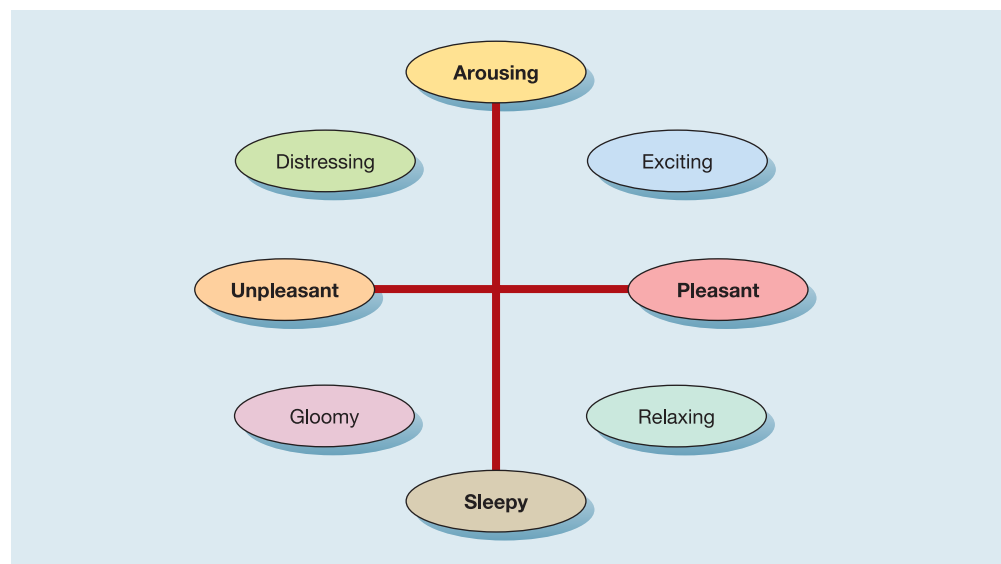 Arousing
Distressing
Exciting
Unpleasant
Pleasant
Gloomy
Relaxing
Sleepy